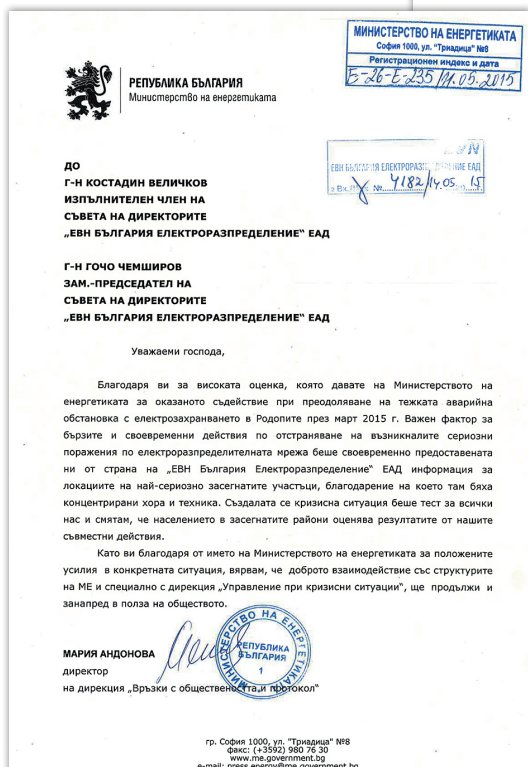 МИНИСТЕРСТВО НА ЕНЕРГЕТИКАТА
София 1000, ул. "Триадица" №8
Регистрационен индекс и дата
Е-26-Е-235/11.05.2015
РЕПУБЛИКА БЪЛГАРИЯ
Министерство на енергетиката
ЕВН БЪЛГАРИЯ ЕЛЕКТРОРАЗПРЕДЕЛЕНИЕ ЕАД
Вх. № 4182/14.05. 15
ДО
Г-Н КОСТАДИН ВЕЛИЧКОВ
ИЗПЪЛНИТЕЛЕН ЧЛЕН НА
СЪВЕТА НА ДИРЕКТОРИТЕ
„ЕВН БЪЛГАРИЯ ЕЛЕКТРОРАЗПРЕДЕЛЕНИЕ“ ЕАД
Г-Н ГОЧО ЧЕМШИРОВ
ЗАМ.-ПРЕДСЕДАТЕЛ НА
СЪВЕТА НА ДИРЕКТОРИТЕ
„ЕВН БЪЛГАРИЯ ЕЛЕКТРОРАЗПРЕДЕЛЕНИЕ“ ЕАД
Уважаеми господа,
Благодаря ви за високата оценка, която давате на Министерството на
енергетиката за оказаното съдействие при преодоляване на тежката аварийна
обстановка с електрозахранването в Родопите през март 2015 г. Важен фактор за
бързите и своевременни действия по отстраняване на възникналите сериозни
поражения по електроразпределителната мрежа беше своевременно предоставената
ни от страна на „ЕВН България Електроразпределение“ ЕАД информация за
локациите на най-сериозно засегнатите участъци, благодарение на което там бяха
концентрирани хора и техника. Създалата се кризисна ситуация беше тест за всички
нас и смятам, че населението в засегнатите райони оценява резултатите от нашите
съвместни действия.
Като ви благодаря от името на Министерството на енергетиката за положените
усилия в конкретната ситуация, вярвам, че доброто взаимодействие със структурите
на МЕ и специално с дирекция „Управление при кризисни ситуации“, ще продължи и
занапред в полза на обществото.
МАРИЯ АНДОНОВА
директор
на дирекция „Връзки с обществеността и протокол“
МИНИСТЕРСТВО НА ЕНЕРГЕТИКАТА
РЕПУБЛИКА
БЪЛГАРИЯ
1
гр. София 1000, ул. "Триадица" №8
факс: (+3592) 980 76 30
www.me.government.bg
e-mail: press.energy@me.government.bg